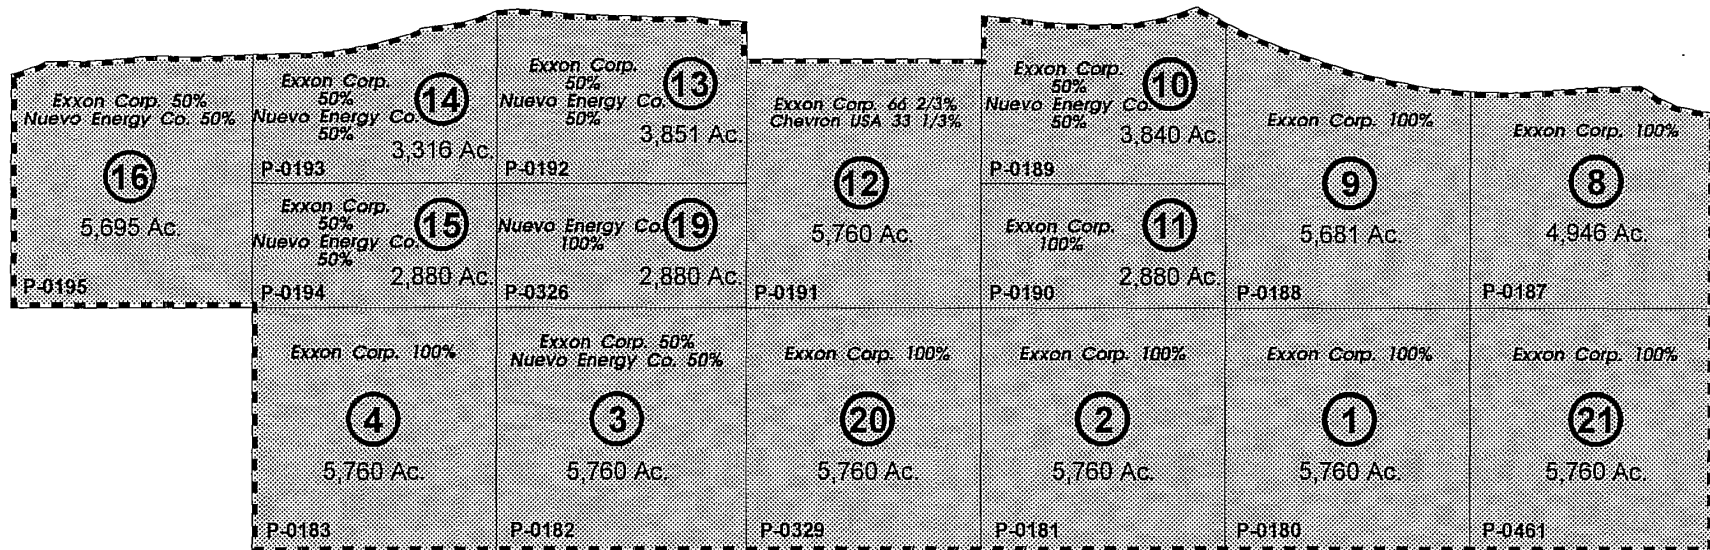 Exxon Corp. 50%
Nuevo Energy Co. 50%
16
5,695 Ac.
P-0195
Exxon Corp.
50%
Nuevo Energy Co.
50%
14
3,316 Ac.
P-0193
Exxon Corp.
50%
Nuevo Energy Co.
50%
13
3,851 Ac.
P-0192
Exxon Corp. 66 2/3%
Chevron USA 33 1/3%
12
5,760 Ac.
P-0191
Exxon Corp.
50%
Nuevo Energy Co.
50%
10
3,840 Ac.
P-0189
Exxon Corp. 100%
9
5,681 Ac.
P-0188
Exxon Corp. 100%
8
4,946 Ac.
P-0187
Exxon Corp.
50%
Nuevo Energy Co.
50%
15
2,880 Ac.
P-0194
Nuevo Energy Co.
100%
19
2,880 Ac.
P-0326
Exxon Corp.
100%
11
2,880 Ac.
P-0190
Exxon Corp. 100%
4
5,760 Ac.
P-0183
Exxon Corp. 50%
Nuevo Energy Co. 50%
3
5,760 Ac.
P-0182
Exxon Corp. 100%
20
5,760 Ac.
P-0329
Exxon Corp. 100%
2
5,760 Ac.
P-0181
Exxon Corp. 100%
1
5,760 Ac.
P-0180
Exxon Corp. 100%
21
5,760 Ac.
P-0461